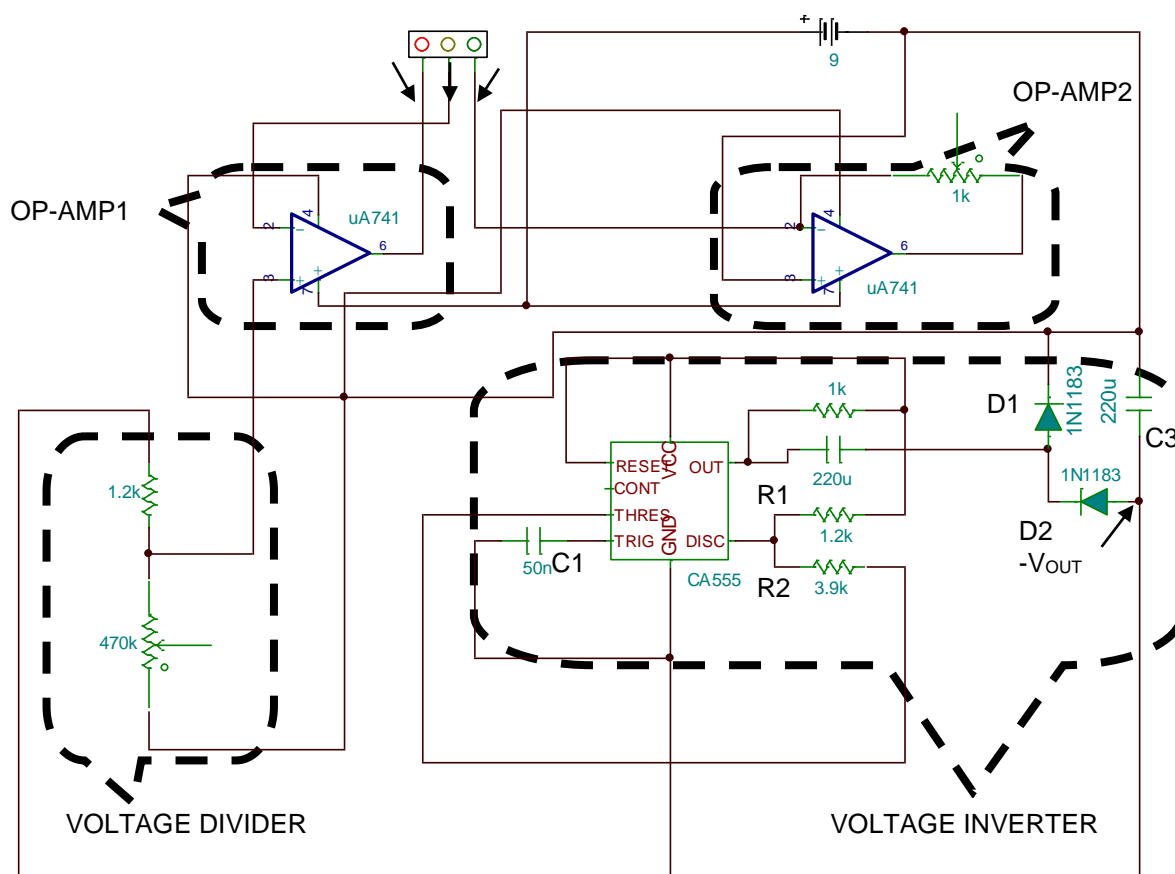 +
9
OP-AMP2
1k
OP-AMP1
uA741
4
2
3
6
7
uA741
2
3
6
7
1k
D1
1N1183
220u
C3
1N1183
D2
-VOUT
RESET
CONT
THRES
TRIG
VCC
GND
OUT
DISC
CA555
220u
R1
1.2k
R2
3.9k
50n
C1
1.2k
470k
VOLTAGE DIVIDER
VOLTAGE INVERTER